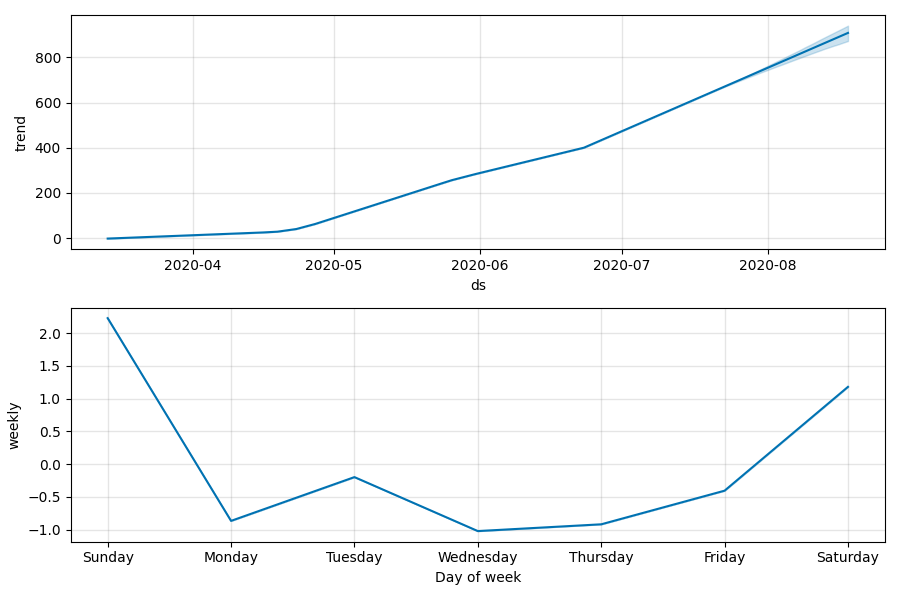 800
600
400
200
0
trend
2020-04 2020-05 2020-06 2020-07 2020-08
ds
2.0
1.5
1.0
0.5
0.0
−0.5
−1.0
weekly
Sunday Monday Tuesday Wednesday Thursday Friday Saturday
Day of week